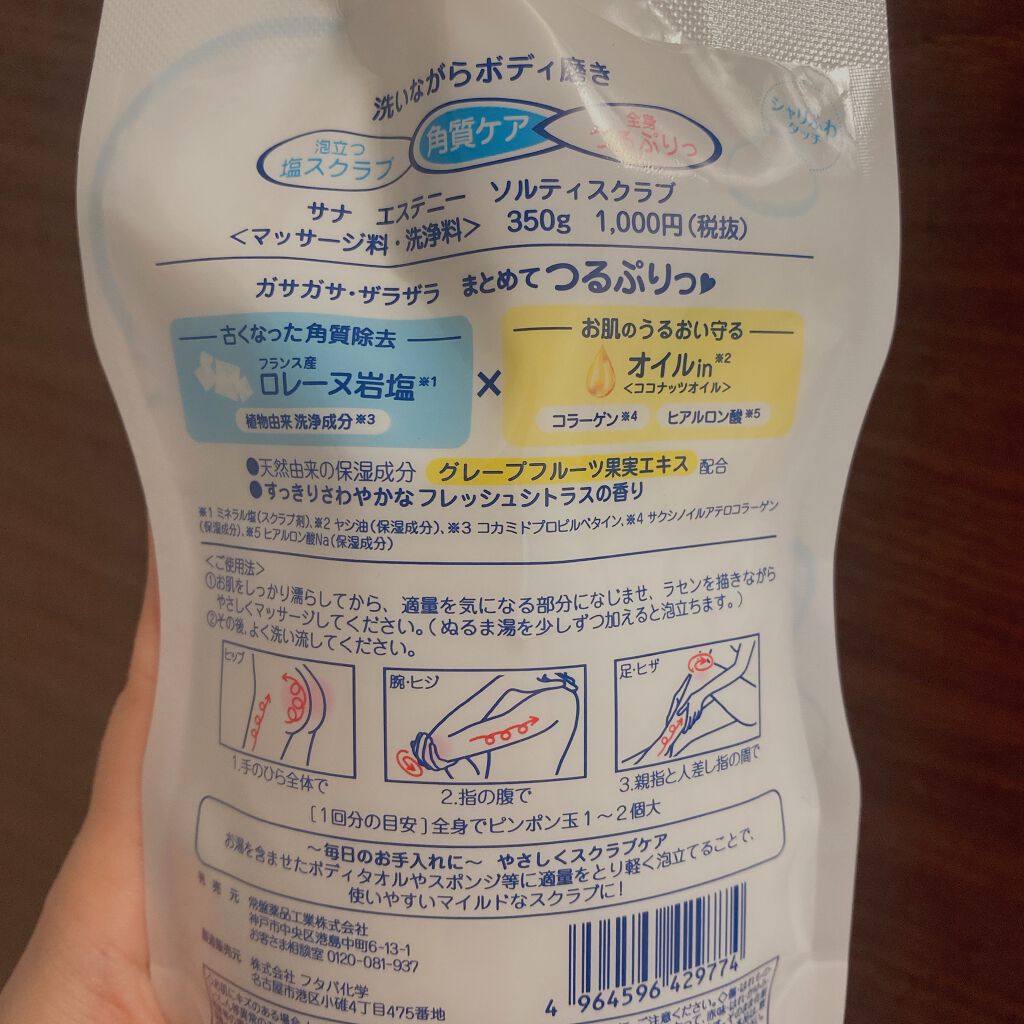 洗いながらボディ磨き
泡立つ
塩スクラブ
角質ケア
全身
つるぷりっ
シャリふわ
タッチ
サナ エステニー ソルティスクラブ
<マッサージ料・洗浄料> 350g 1,000円(税抜)
ガサガサ・ザラザラ まとめてつるぷりっ♥
古くなった角質除去
フランス産
ロレーヌ岩塩※1
植物由来 洗浄成分※3
×
お肌のうるおい守る
オイルin※2
<ココナッツオイル>
コラーゲン※4
ヒアルロン酸※5
●天然由来の保湿成分 グレープフルーツ果実エキス 配合
●すっきりさわやかなフレッシュシトラスの香り
※1 ミネラル塩(スクラブ剤)、※2 ヤシ油(保湿成分)、※3 コカミドプロピルベタイン、※4 サクシノイルアテロコラーゲン
(保湿成分)、※5 ヒアルロン酸Na(保湿成分)
<ご使用法>
①お肌をしっかり濡らしてから、適量を気になる部分になじませ、ラセンを描きながら
やさしくマッサージしてください。(ぬるま湯を少しずつ加えると泡立ちます。)
②その後、よく洗い流してください。
ヒップ
1.手のひら全体で
腕・ヒジ
2.指の腹で
足・ヒザ
3.親指と人差し指の間で
[1回分の目安]全身でピンポン玉1～2個大
～毎日のお手入れに～ やさしくスクラブケア
お湯を含ませたボディタオルやスポンジ等に適量をとり軽く泡立てることで、
使いやすいマイルドなスクラブに!
発売元 常盤薬品工業株式会社
神戸市中央区港島中町6-13-1
お客さま相談室 0120-081-937
製造販売元 株式会社 フタバ化学
名古屋市港区小碓4丁目475番地
4 964596 429774